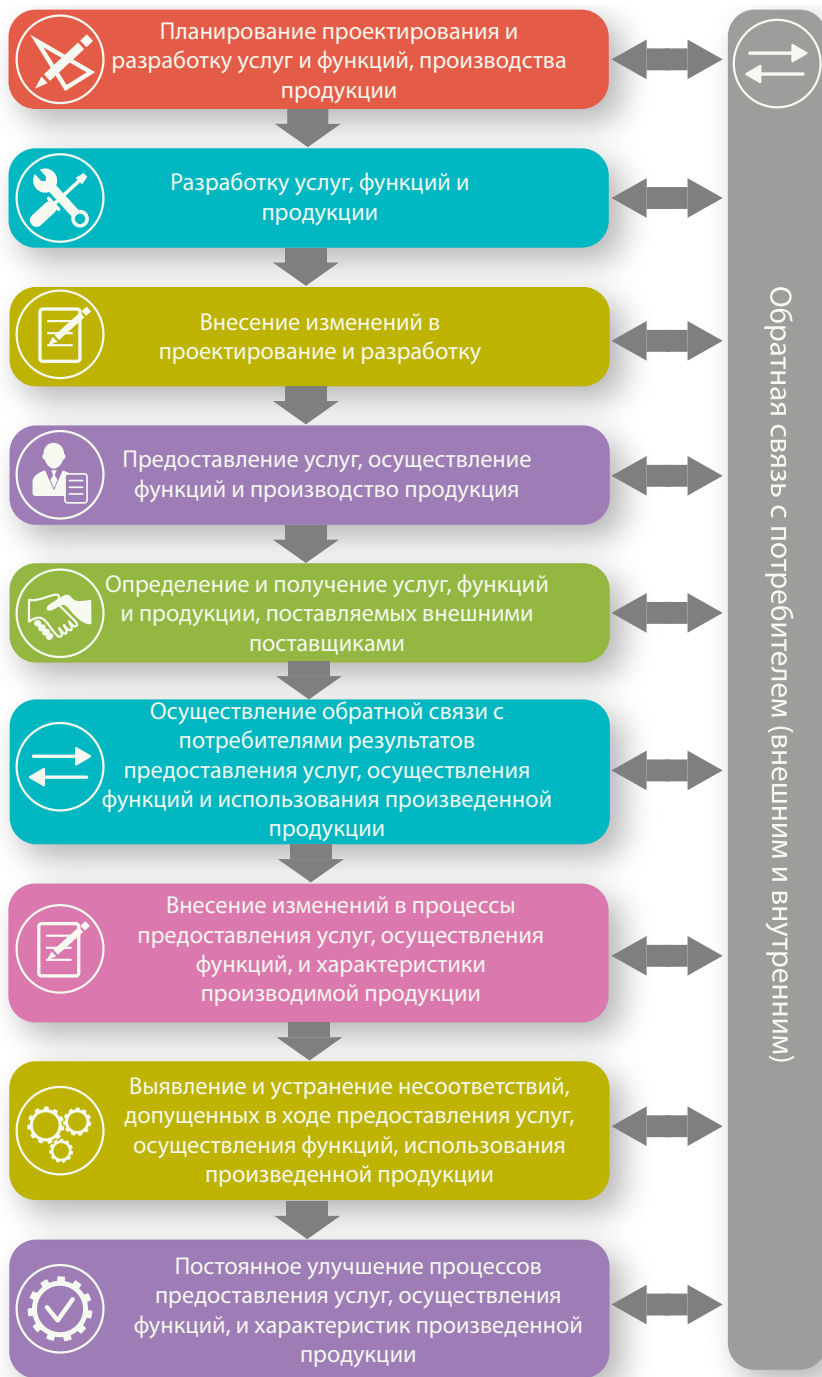 Планирование проектирования и
разработку услуг и функций, производства
продукции
Разработку услуг, функций и
продукции
Внесение изменений в
проектирование и разработку
Предоставление услуг, осуществление
функций и производство продукция
Определение и получение услуг, функций
и продукции, поставляемых внешними
поставщиками
Осуществление обратной связи с
потребителями результатов
предоставления услуг, осуществления
функций и использования произведенной
продукции
Внесение изменений в процессы
предоставления услуг, осуществления
функций, и характеристики
производимой продукции
Выявление и устранение несоответствий,
допущенных в ходе предоставления услуг,
осуществления функций, использования
произведенной продукции
Постоянное улучшение процессов
предоставления услуг, осуществления
функций, и характеристик произведенной
продукции
Обратная связь с потребителем (внешним и внутренним)